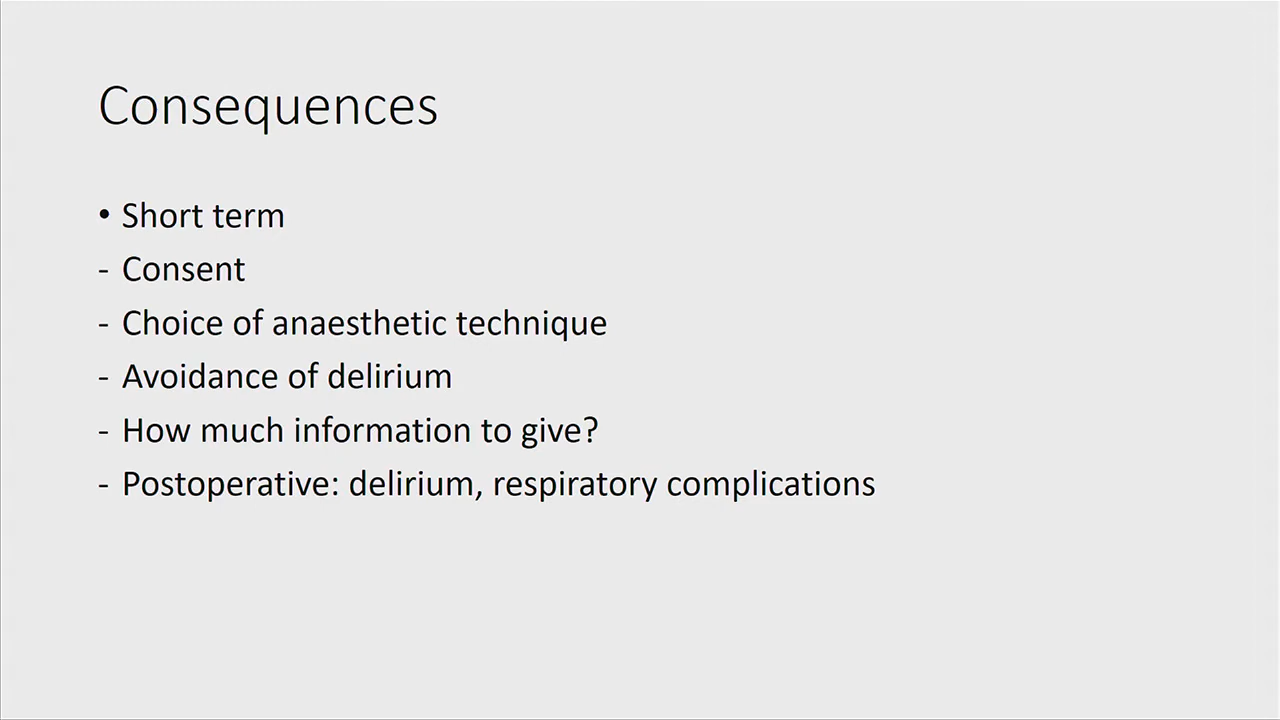 Consequences
• Short term
- Consent
- Choice of anaesthetic technique
- Avoidance of delirium
- How much information to give?
- Postoperative: delirium, respiratory complications